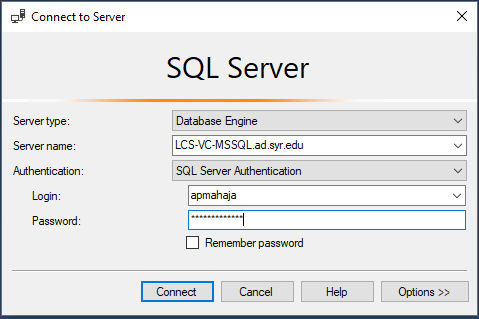 Connect to Server
SQL Server
Server type: Database Engine
Server name: LCS-VC-MSSQL.ad.syr.edu
Authentication: SQL Server Authentication
Login: apmahaja
Password: *************
Remember password
Connect Cancel Help Options >>